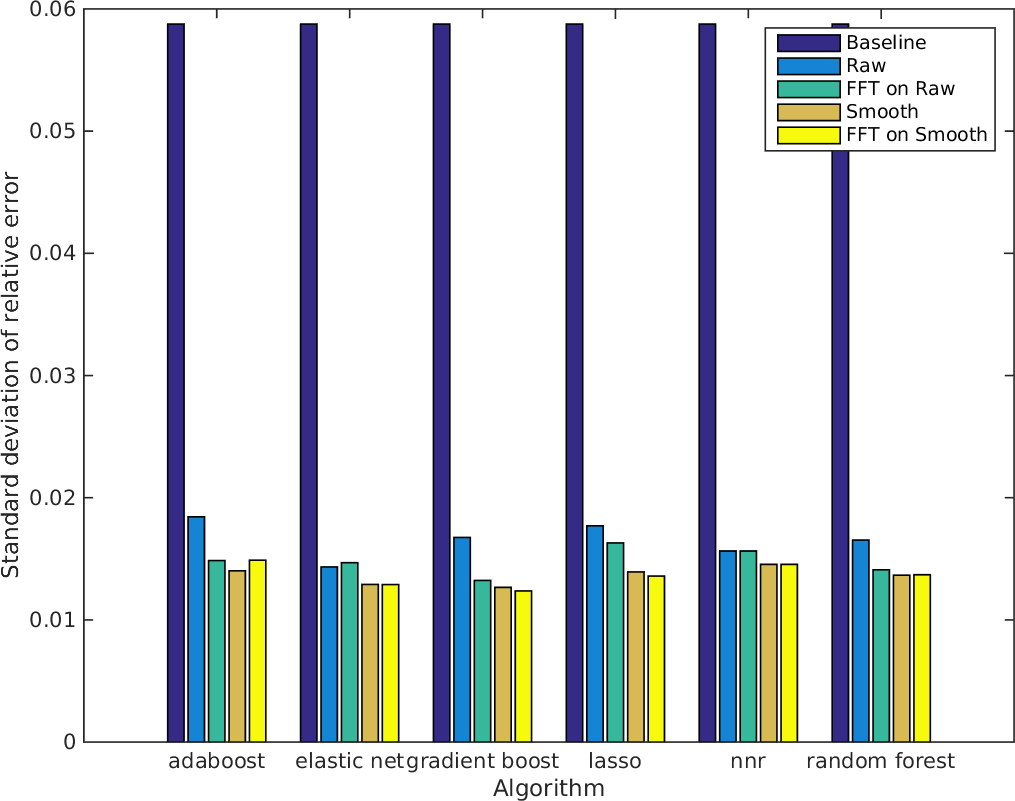 0.06
0.05
0.04
0.03
0.02
0.01
0
Standard deviation of relative error
Baseline
Raw
FFT on Raw
Smooth
FFT on Smooth
adaboost elastic net gradient boost lasso nnr random forest
Algorithm